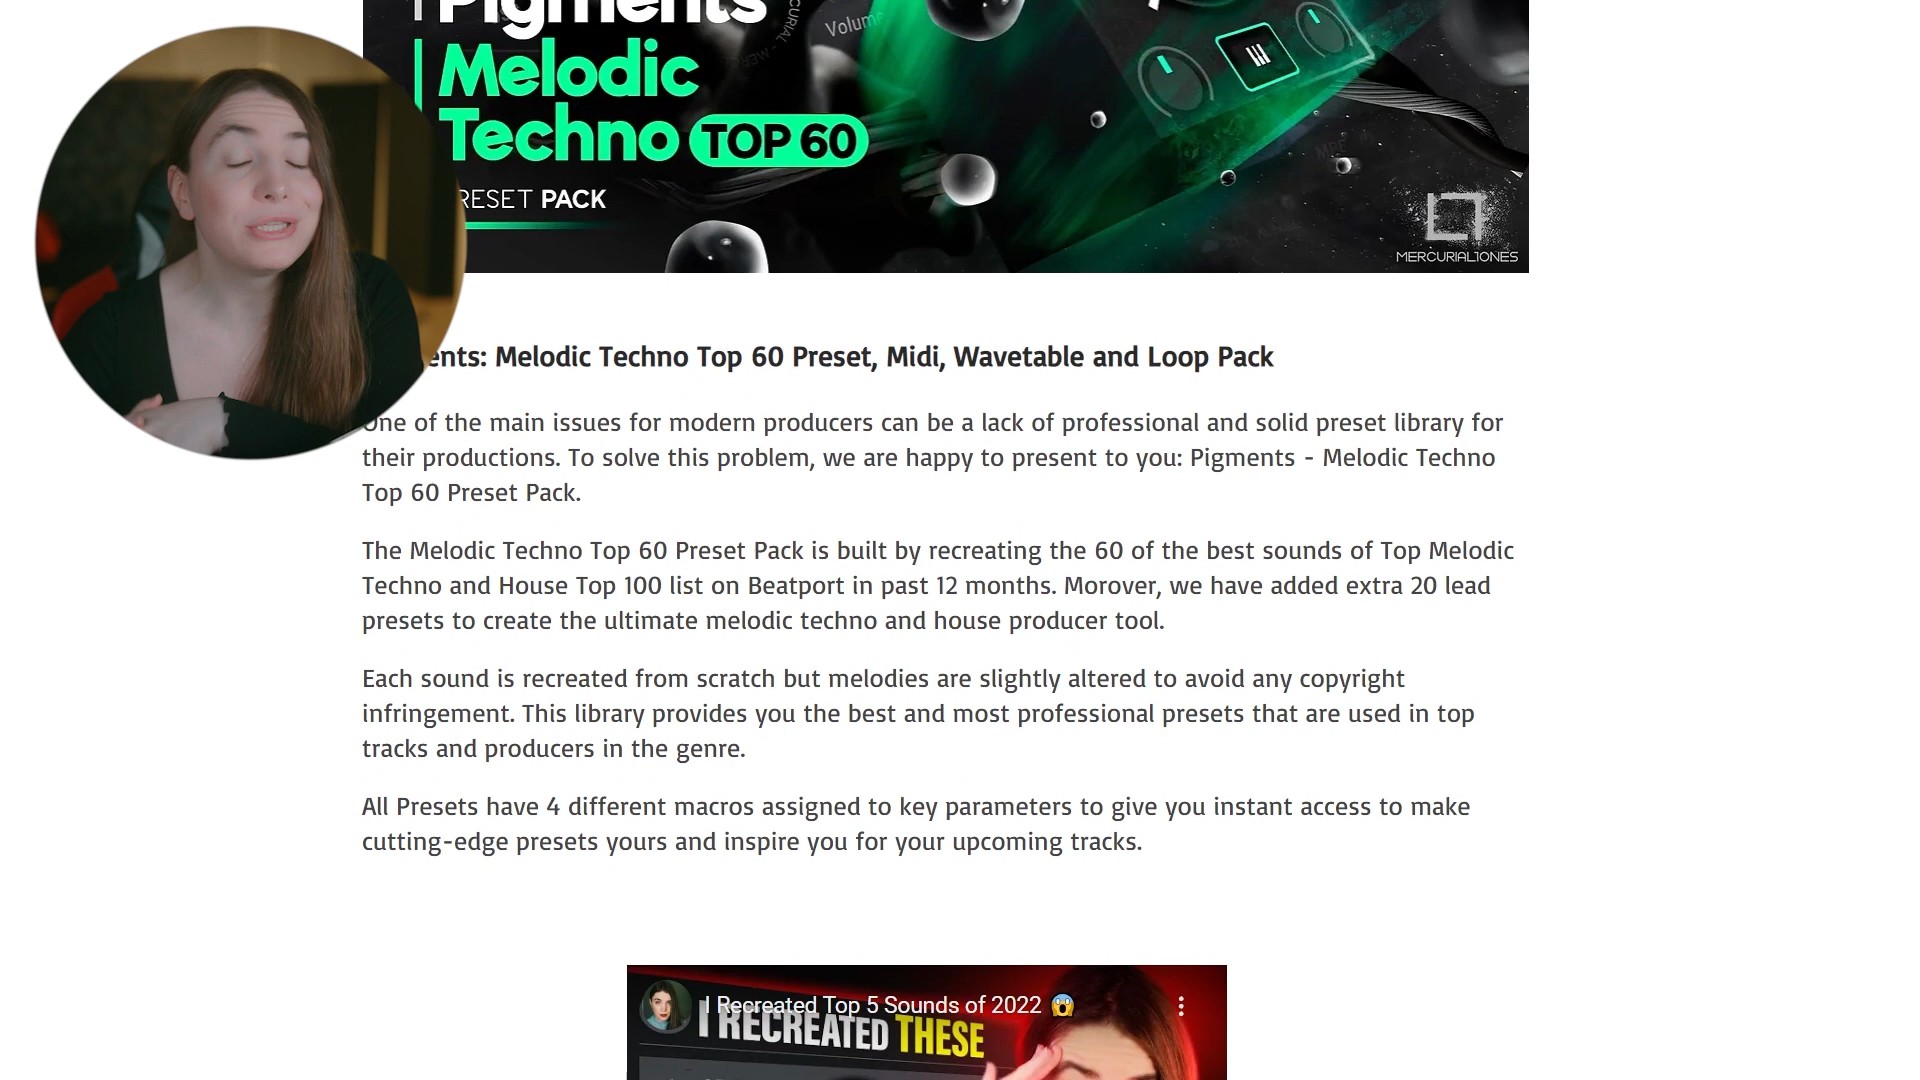 Pigments
Volum
Melodic
Techno TOP 60
RESET PACK
MERCURIALTONES
ents: Melodic Techno Top 60 Preset, Midi, Wavetable and Loop Pack
One of the main issues for modern producers can be a lack of professional and solid preset library for
their productions. To solve this problem, we are happy to present to you: Pigments - Melodic Techno
Top 60 Preset Pack.
The Melodic Techno Top 60 Preset Pack is built by recreating the 60 of the best sounds of Top Melodic
Techno and House Top 100 list on Beatport in past 12 months. Morover, we have added extra 20 lead
presets to create the ultimate melodic techno and house producer tool.
Each sound is recreated from scratch but melodies are slightly altered to avoid any copyright
infringement. This library provides you the best and most professional presets that are used in top
tracks and producers in the genre.
All Presets have 4 different macros assigned to key parameters to give you instant access to make
cutting-edge presets yours and inspire you for your upcoming tracks.
I Recreated Top 5 Sounds of 2022 😱
I RECREATED THESE